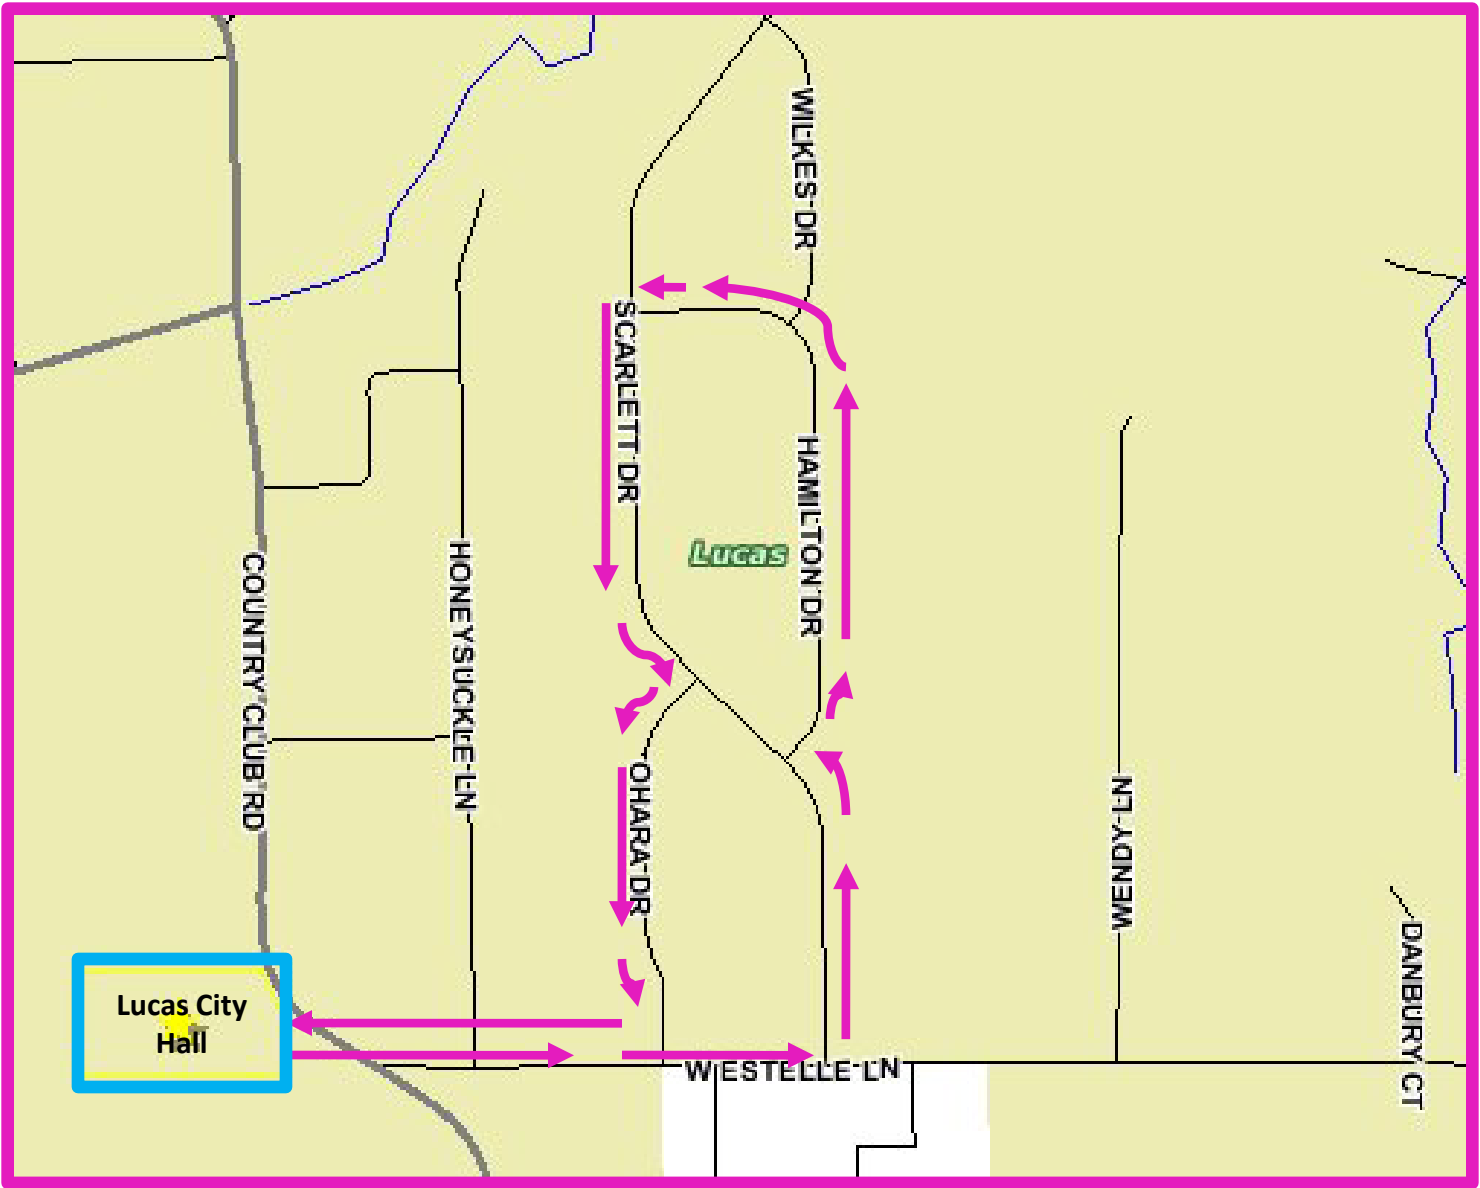 WILKES DR
SCARLETT DR
HAMILTON DR
Lucas
COUNTRY CLUB RD
HONEYSUCKLE LN
OHARA DR
WENDY LN
DANBURY CT
Lucas City
Hall
W ESTELLE LN